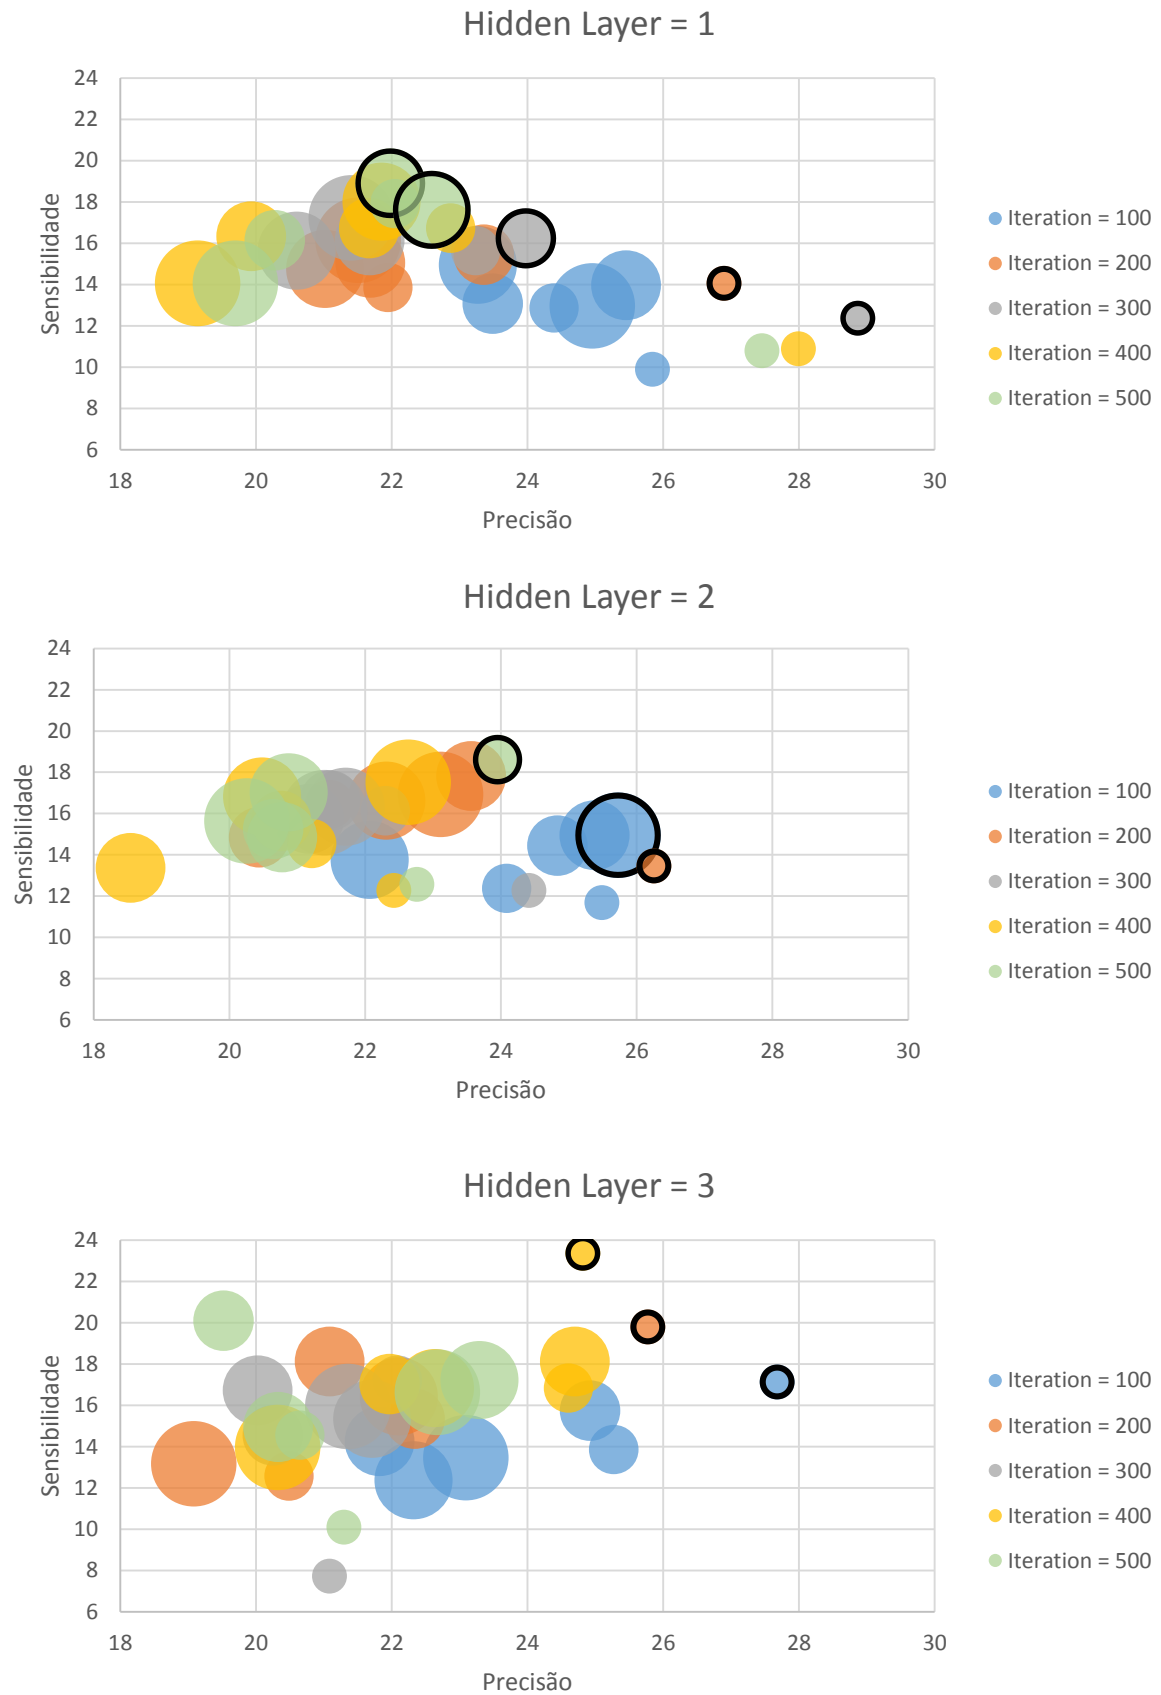 Hidden Layer = 1
24
22
20
18
16
14
12
10
8
6
Sensibilidade
18 20 22 24 26 28 30
Precisão
Iteration = 100
Iteration = 200
Iteration = 300
Iteration = 400
Iteration = 500
Hidden Layer = 2
24
22
20
18
16
14
12
10
8
6
Sensibilidade
18 20 22 24 26 28 30
Precisão
Iteration = 100
Iteration = 200
Iteration = 300
Iteration = 400
Iteration = 500
Hidden Layer = 3
24
22
20
18
16
14
12
10
8
6
Sensibilidade
18 20 22 24 26 28 30
Precisão
Iteration = 100
Iteration = 200
Iteration = 300
Iteration = 400
Iteration = 500